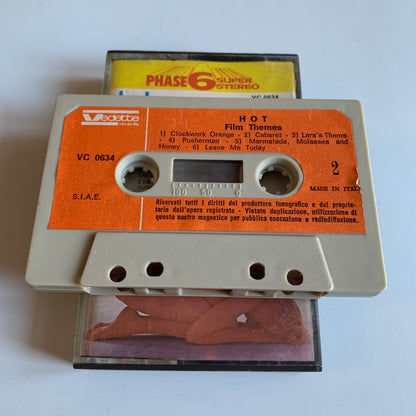 PHASE 6 SUPER STEREO
VC 0634
Vedette
records
HOT
Film Themes
1) Clockwork Orange - 2) Cabaret - 3) Lara's Theme
- 4) Pusherman - 5) Marmalade, Molasses and
Honey - 6) Leave Me Today -
VC 0634
2
100 50 0
S.I.A.E.
MADE IN ITALY
Riservati tutti i diritti del produttore fonografico e del proprie-
tario dell'opera registrata - Vietate duplicazione, utilizzazione di
questo nastro magnetico per pubblica esecuzione e radiodiffusione.